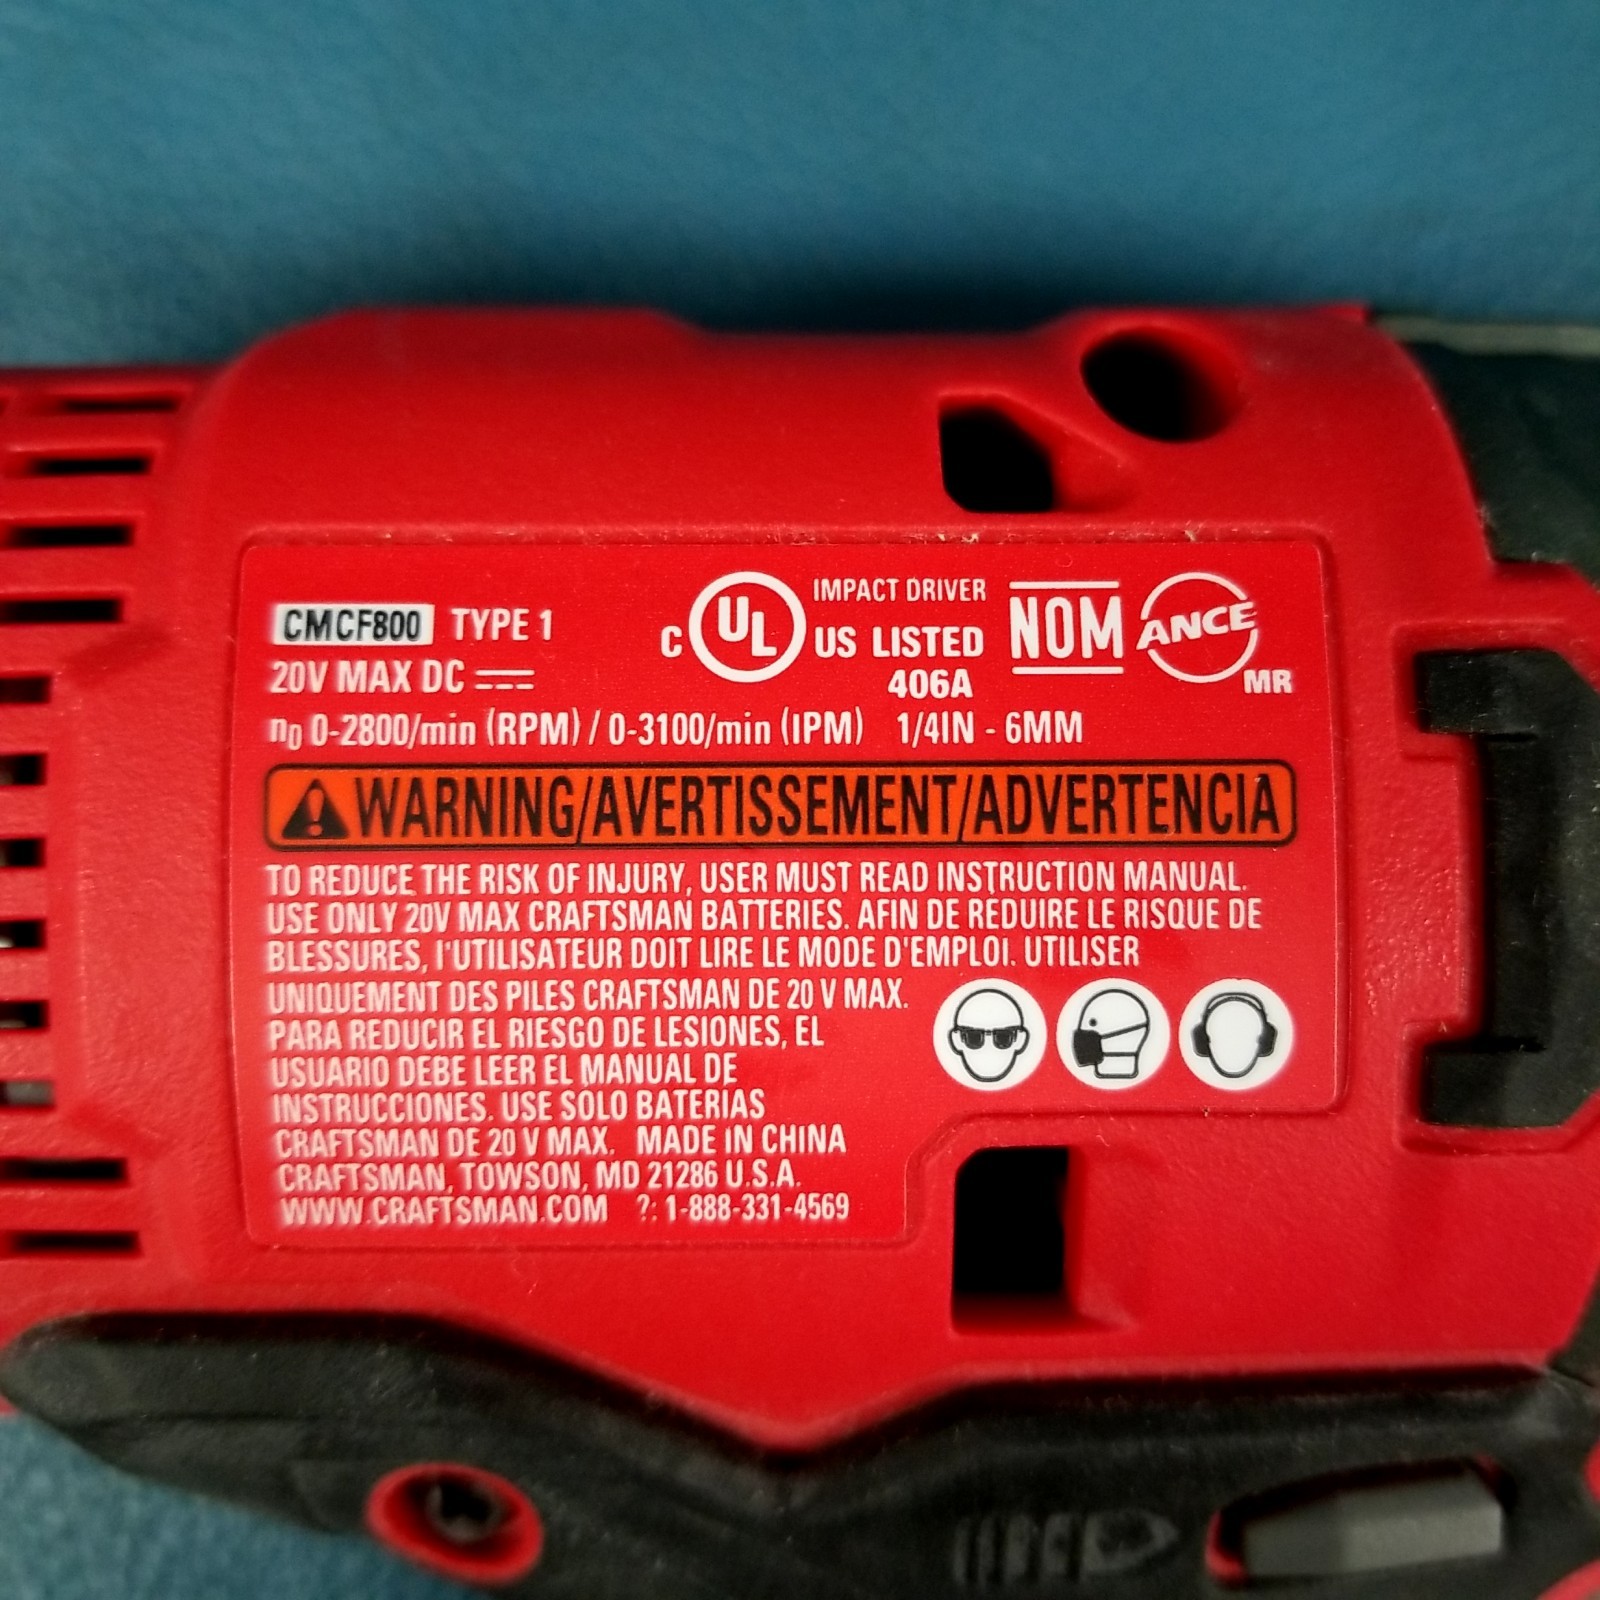 CMCF800 TYPE 1
20V MAX DC
n0 0-2800/min (RPM) / 0-3100/min (IPM) 1/4IN - 6MM
C UL US
IMPACT DRIVER
LISTED
406A
NOM
ANCE
MR
WARNING/AVERTISSEMENT/ADVERTENCIA
TO REDUCE THE RISK OF INJURY, USER MUST READ INSTRUCTION MANUAL.
USE ONLY 20V MAX CRAFTSMAN BATTERIES. AFIN DE REDUIRE LE RISQUE DE
BLESSURES, l'UTILISATEUR DOIT LIRE LE MODE D'EMPLOI. UTILISER
UNIQUEMENT DES PILES CRAFTSMAN DE 20 V MAX.
PARA REDUCIR EL RIESGO DE LESIONES, EL
USUARIO DEBE LEER EL MANUAL DE
INSTRUCCIONES. USE SOLO BATERIAS
CRAFTSMAN DE 20 V MAX. MADE IN CHINA
CRAFTSMAN, TOWSON, MD 21286 U.S.A.
WWW.CRAFTSMAN.COM ?: 1-888-331-4569